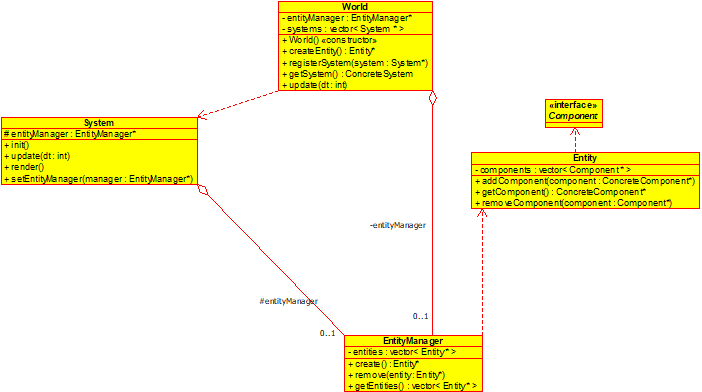 World
- entityManager : EntityManager*
- systems : vector< System * >
+ World() «constructor»
+ createEntity() : Entity*
+ registerSystem(system : System*)
+ getSystem() : ConcreteSystem
+ update(dt : int)
System
# entityManager : EntityManager*
+ init()
+ update(dt : int)
+ render()
+ setEntityManager(manager : EntityManager*)
«interface»
Component
Entity
- components : vector< Component * >
+ addComponent(component : ConcreteComponent*)
+ getComponent() : ConcreteComponent*
+ removeComponent(component : Component*)
-entityManager
#entityManager
0..1
0..1
EntityManager
- entities : vector< Entity* >
+ create() : Entity*
+ remove(entity: Entity*)
+ getEntities() : vector< Entity* >